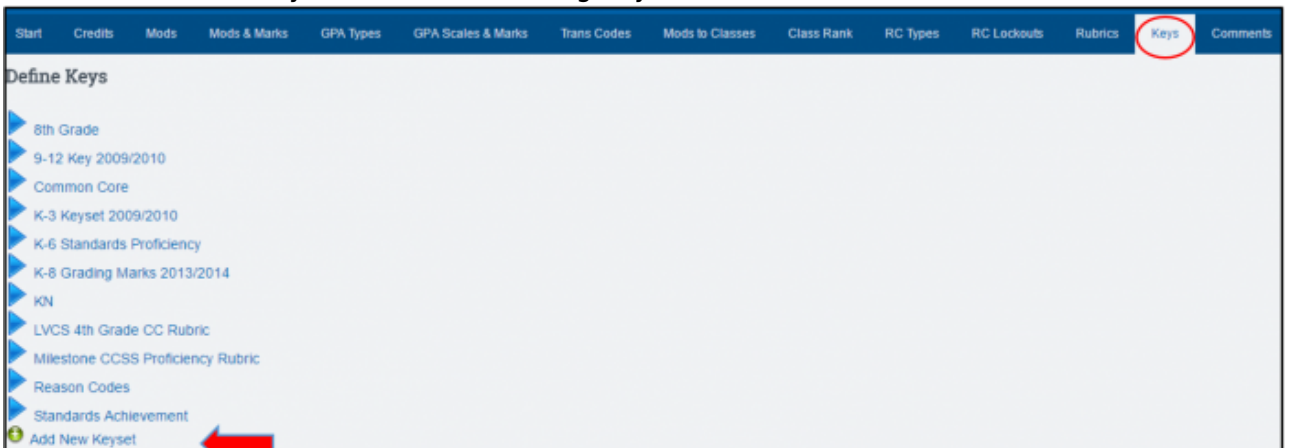 Start Credits Mods Mods & Marks GPA Types GPA Scales & Marks Trans Codes Mods to Classes Class Rank RC Types RC Lockouts Rubrics Keys Comments
Define Keys
8th Grade
9-12 Key 2009/2010
Common Core
K-3 Keyset 2009/2010
K-6 Standards Proficiency
K-8 Grading Marks 2013/2014
KN
LVCS 4th Grade CC Rubric
Milestone CCSS Proficiency Rubric
Reason Codes
Standards Achievement
Add New Keyset